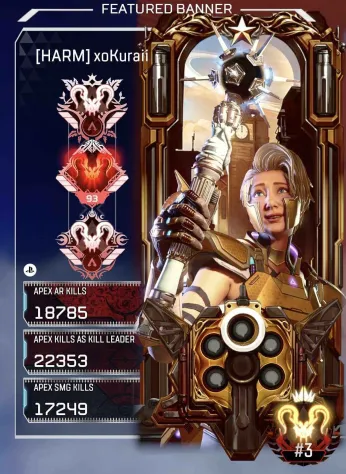 FEATURED BANNER
[HARM] xoKuraii
93
APEX AR KILLS
18785
APEX KILLS AS KILL LEADER
22353
APEX SMG KILLS
17249
#3